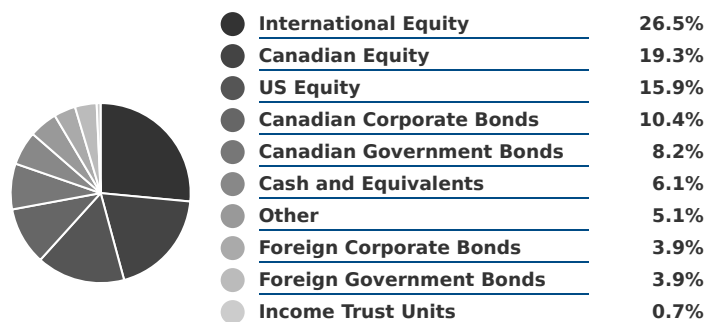 International Equity 26.5%
Canadian Equity 19.3%
US Equity 15.9%
Canadian Corporate Bonds 10.4%
Canadian Government Bonds 8.2%
Cash and Equivalents 6.1%
Other 5.1%
Foreign Corporate Bonds 3.9%
Foreign Government Bonds 3.9%
Income Trust Units 0.7%